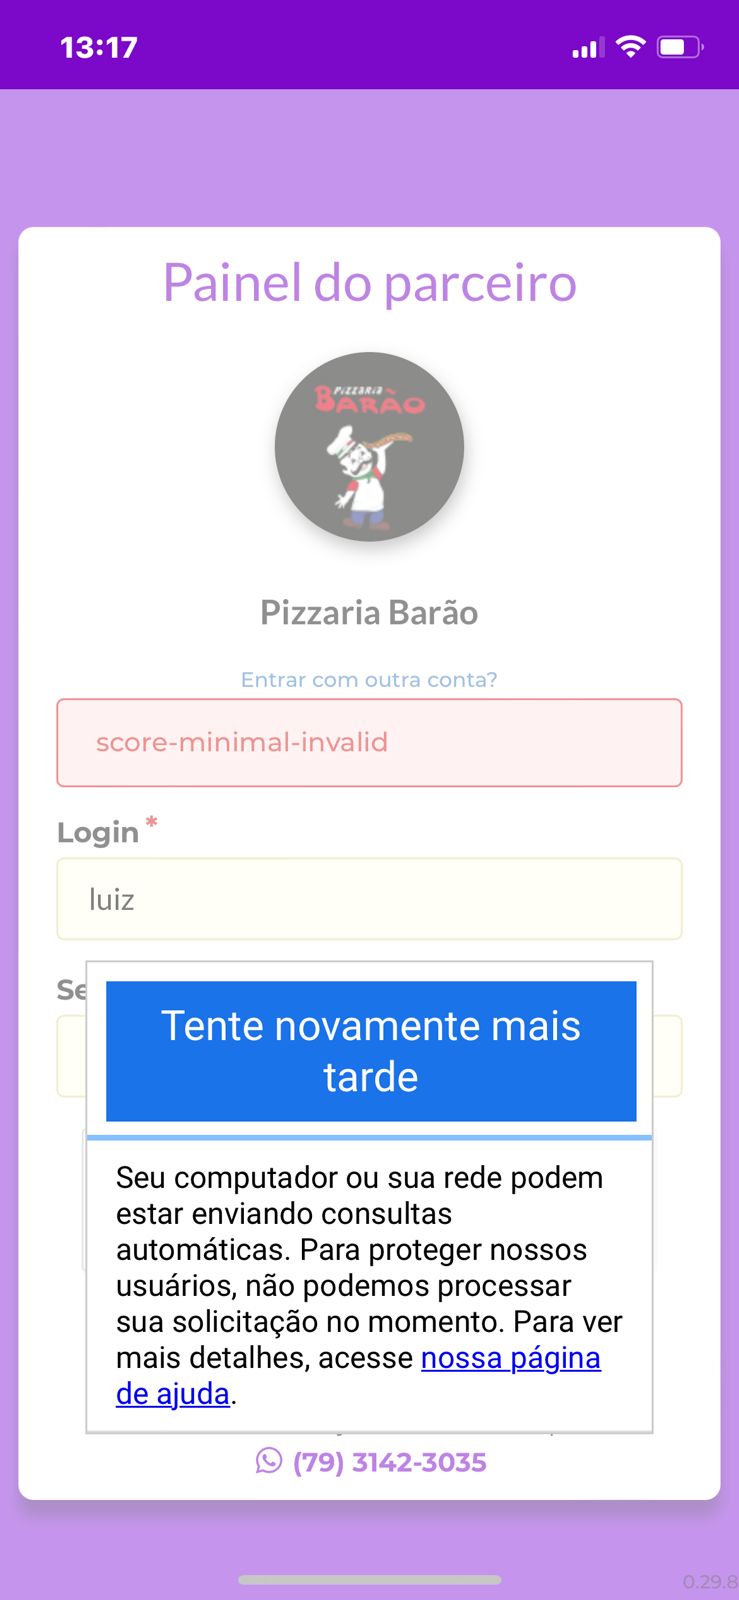 13:17
Painel do parceiro
PIZZARIA
BARÃO
Pizzaria Barão
Entrar com outra conta?
score-minimal-invalid
Login *
luiz
Se
Tente novamente mais
tarde
Seu computador ou sua rede podem
estar enviando consultas
automáticas. Para proteger nossos
usuários, não podemos processar
sua solicitação no momento. Para ver
mais detalhes, acesse nossa página
de ajuda.
(79) 3142-3035
0.29.8